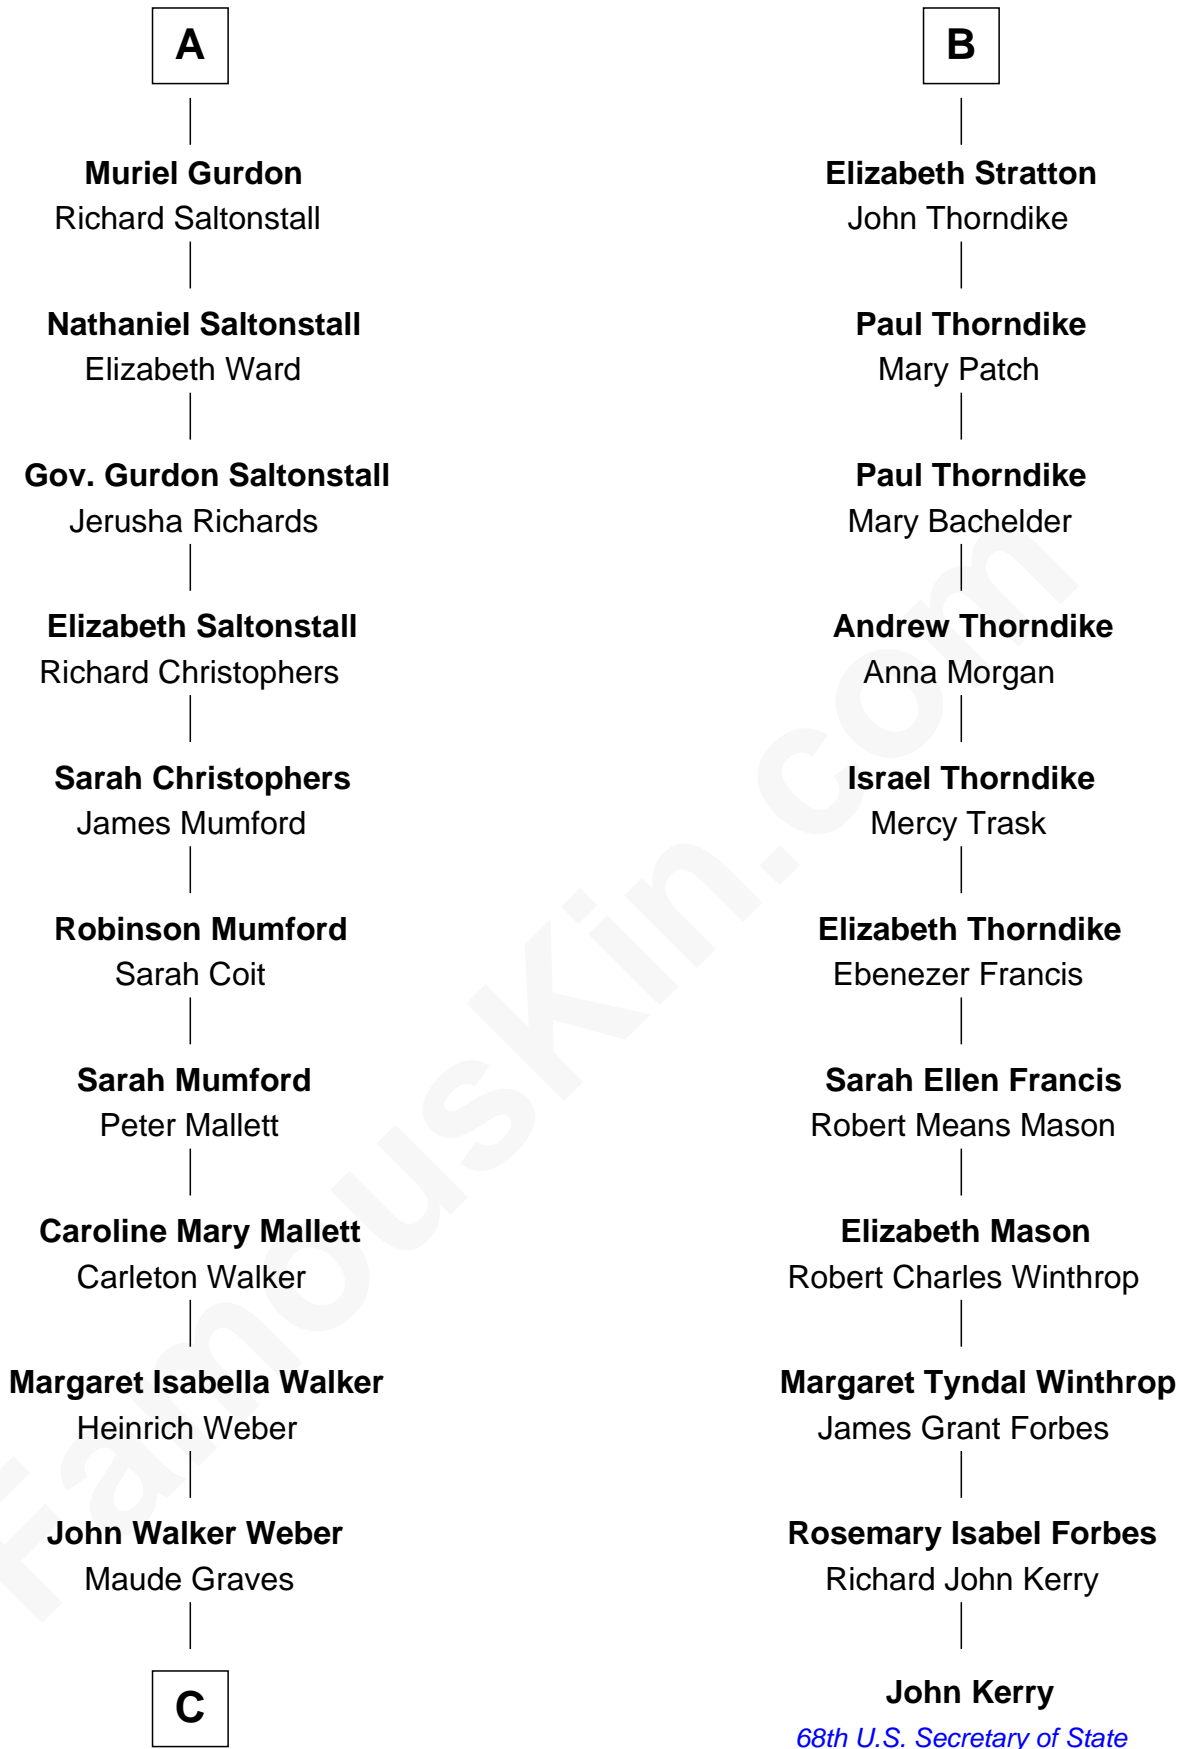 A
Muriel Gurdon
Richard Saltonstall
Nathaniel Saltonstall
Elizabeth Ward
Gov. Gurdon Saltonstall
Jerusha Richards
Elizabeth Saltonstall
Richard Christophers
Sarah Christophers
James Mumford
Robinson Mumford
Sarah Coit
Sarah Mumford
Peter Mallett
Caroline Mary Mallett
Carleton Walker
Margaret Isabella Walker
Heinrich Weber
John Walker Weber
Maude Graves
C
B
Elizabeth Stratton
John Thorndike
Paul Thorndike
Mary Patch
Paul Thorndike
Mary Bachelder
Andrew Thorndike
Anna Morgan
Israel Thorndike
Mercy Trask
Elizabeth Thorndike
Ebenezer Francis
Sarah Ellen Francis
Robert Means Mason
Elizabeth Mason
Robert Charles Winthrop
Margaret Tyndal Winthrop
James Grant Forbes
Rosemary Isabel Forbes
Richard John Kerry
John Kerry
68th U.S. Secretary of State
FamousKin.com